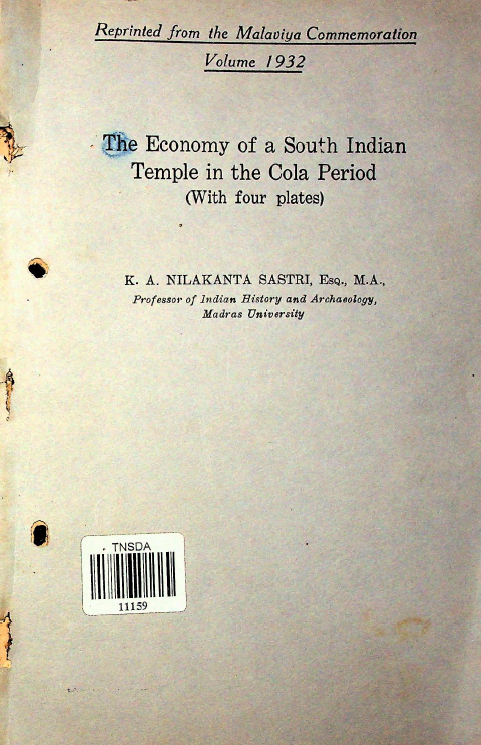 Reprinted from the Malaviya Commemoration
Volume 1932
The Economy of a South Indian
Temple in the Cola Period
(With four plates)
K. A. NILAKANTA SASTRI, Esq., M.A.,
Professor of Indian History and Archaeology,
Madras University
TNSDA
11159